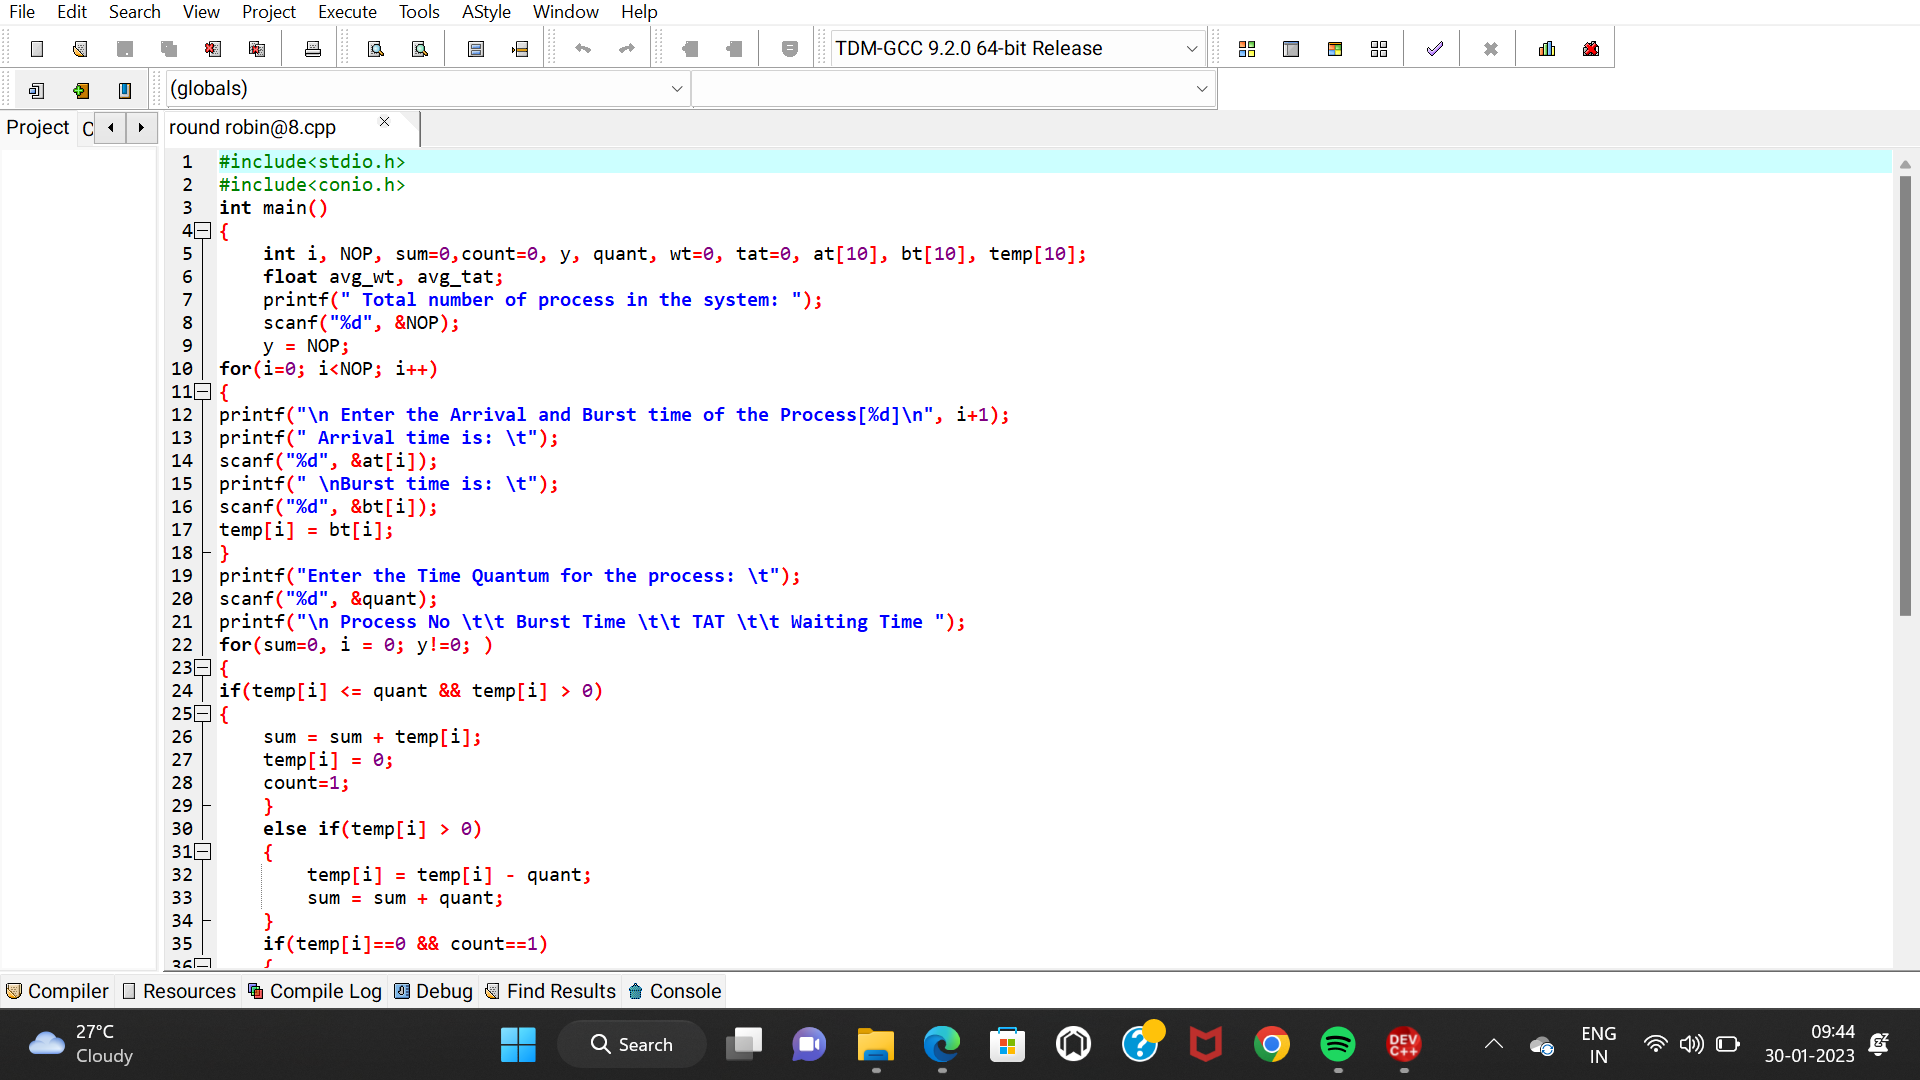 File Edit Search View Project Execute Tools AStyle Window Help
TDM-GCC 9.2.0 64-bit Release
(globals)
Project C round robin@8.cpp
1 #include<stdio.h>
2 #include<conio.h>
3 int main()
4 {
5 int i, NOP, sum=0,count=0, y, quant, wt=0, tat=0, at[10], bt[10], temp[10];
6 float avg_wt, avg_tat;
7 printf(" Total number of process in the system: ");
8 scanf("%d", &NOP);
9 y = NOP;
10 for(i=0; i<NOP; i++)
11 {
12 printf("\n Enter the Arrival and Burst time of the Process[%d]\n", i+1);
13 printf(" Arrival time is: \t");
14 scanf("%d", &at[i]);
15 printf(" \nBurst time is: \t");
16 scanf("%d", &bt[i]);
17 temp[i] = bt[i];
18 }
19 printf("Enter the Time Quantum for the process: \t");
20 scanf("%d", &quant);
21 printf("\n Process No \t\t Burst Time \t\t TAT \t\t Waiting Time ");
22 for(sum=0, i = 0; y!=0; )
23 {
24 if(temp[i] <= quant && temp[i] > 0)
25 {
26 sum = sum + temp[i];
27 temp[i] = 0;
28 count=1;
29 }
30 else if(temp[i] > 0)
31 {
32 temp[i] = temp[i] - quant;
33 sum = sum + quant;
34 }
35 if(temp[i]==0 && count==1)
36 {
Compiler Resources Compile Log Debug Find Results Console
27°C
Cloudy
Search
DEV
C++
ENG
IN
09:44
30-01-2023